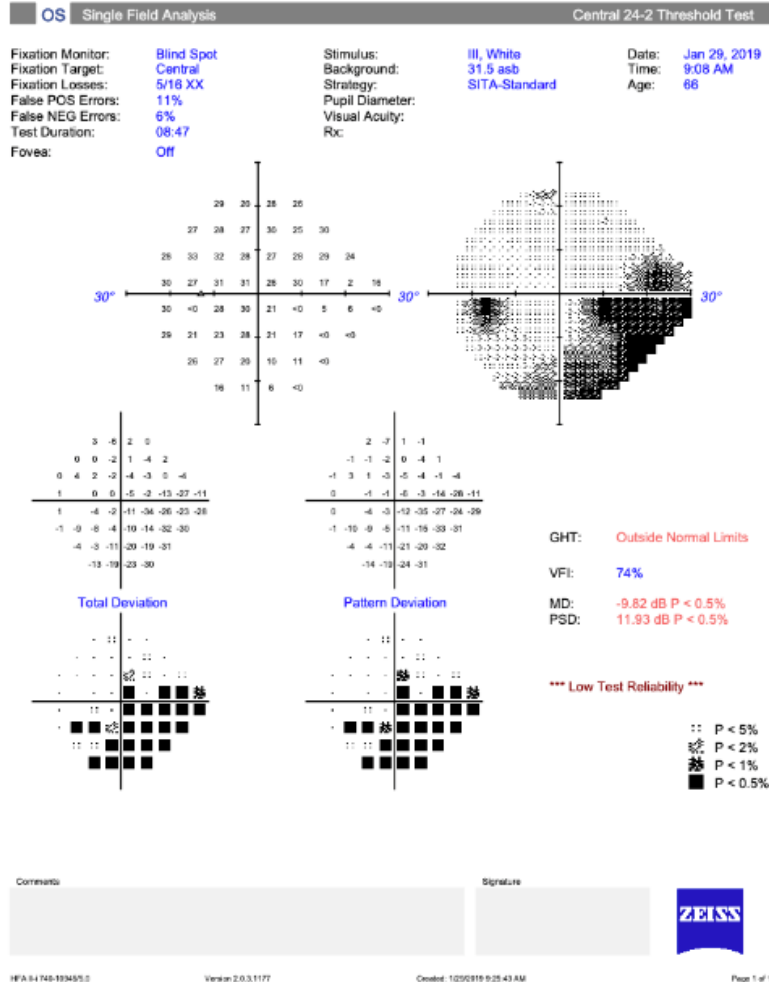 OS Single Field Analysis Central 24-2 Threshold Test
Fixation Monitor: Blind Spot Stimulus: III, White Date: Jan 29, 2019
Fixation Target: Central Background: 31.5 asb Time: 9:08 AM
Fixation Losses: 5/16 XX Strategy: SITA-Standard Age: 66
False POS Errors: 11% Pupil Diameter:
False NEG Errors: 6% Visual Acuity:
Test Duration: 08:47 Rx:
Fovea: Off
29 20 28 26
27 28 27 30 25 30
28 33 32 28 27 29 29 24
30 27 31 31 26 30 17 2 16
30° 30° 30°
30 <0 28 30 21 <0 5 6 <0
29 21 23 28 21 17 <0 <0
26 27 20 10 11 <0
16 11 6 <0
3 -6 2 0 2 -7 1 -1
0 0 -2 1 -4 2 -1 -1 -2 0 -4 1
0 4 2 -2 -4 -3 0 -4 -1 3 1 -3 -5 -4 -1 -4
1 0 0 -5 -2 -13 -27 -11 0 -1 -1 -6 -3 -14 -28 -11
1 -4 -2 -11 -34 -26 -23 -28 0 -4 -3 -12 -35 -27 -24 -29
-1 -9 -8 -4 -10 -14 -32 -30 -1 -10 -9 -5 -11 -15 -33 -31
-4 -3 -11 -20 -19 -31 -4 -4 -11 -21 -20 -32
-13 -19 -23 -30 -14 -19 -24 -31
GHT: Outside Normal Limits
VFI: 74%
Total Deviation Pattern Deviation
MD: -9.82 dB P < 0.5%
PSD: 11.93 dB P < 0.5%
*** Low Test Reliability ***
P < 5%
P < 2%
P < 1%
P < 0.5%
Comments Signature
ZEISS
Version 2.0.3.1177 Created: 1/29/2019 9:25:43 AM Page 1 of 1